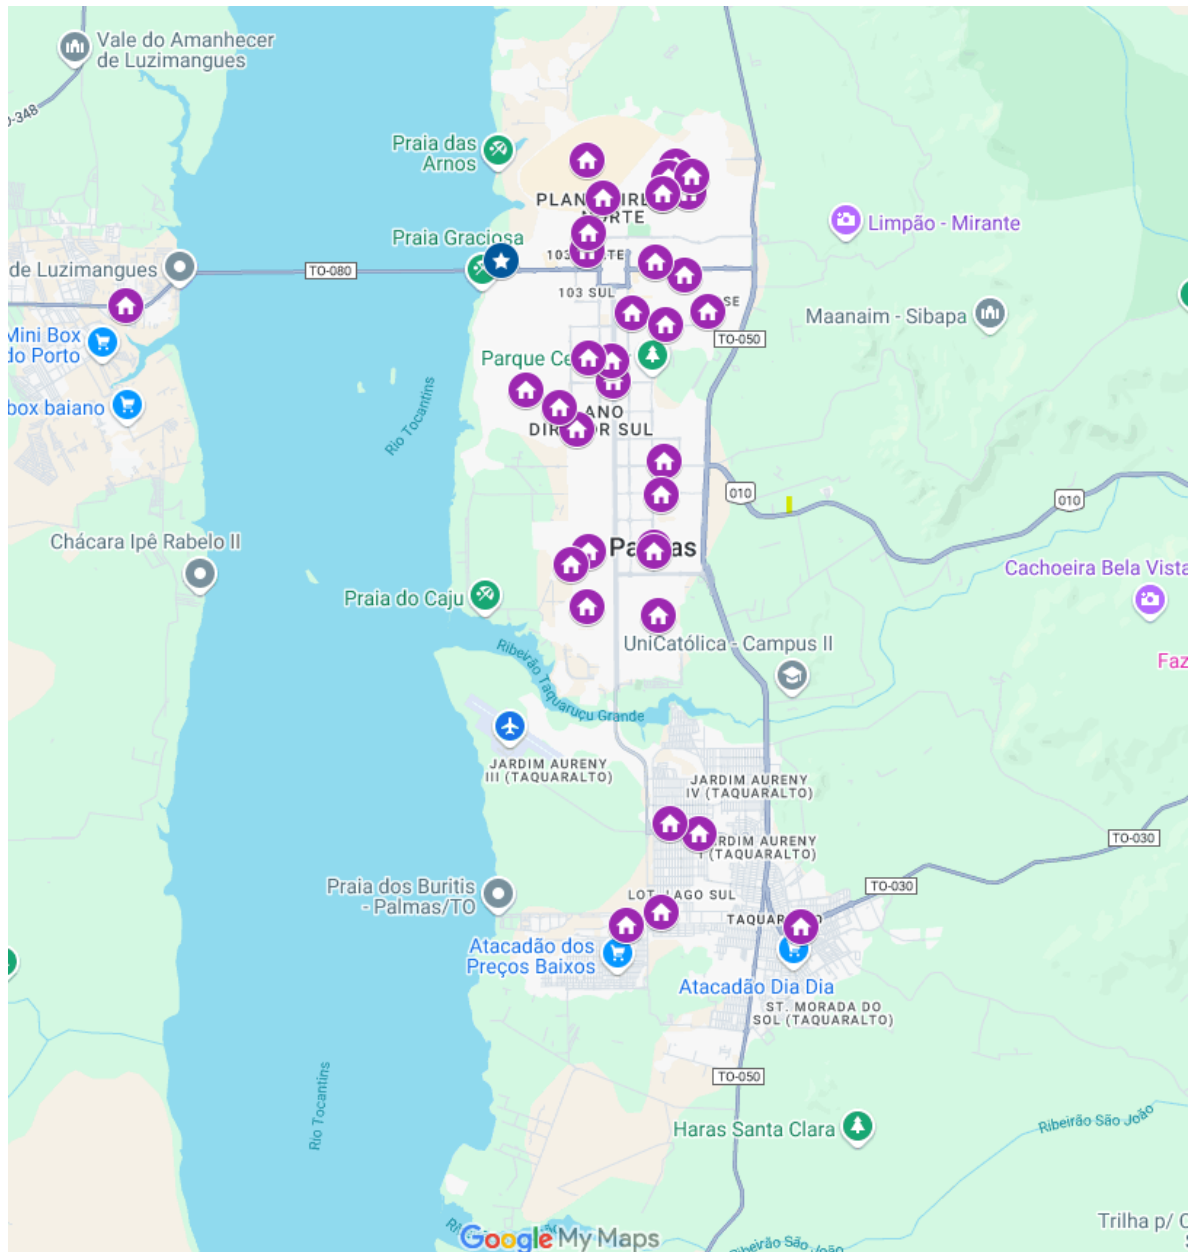 Vale do Amanhecer
de Luzimangues
O-348
Praia das
Arnos
NORTE
Limpão - Mirante
Praia Graciosa
de Luzimangues
TO-080
103 SUL
SE
Maanaim - Sibapa
Mini Box
do Porto
TO-050
Parque Ce
box baiano
Rio Tocantins
ANO
DIR OR SUL
010
010
Chácara Ipê Rabelo II
Pa as
Cachoeira Bela Vista
Praia do Caju
UniCatólica - Campus II
Ribeirão Taquaruçu Grande
Faz
JARDIM AURENY
III (TAQUARALTO)
JARDIM AURENY
IV (TAQUARALTO)
TO-030
RDIM AURENY
I (TAQUARALTO)
Praia dos Buritis
- Palmas/TO
TO-030
LOT. LAGO SUL
TAQUAR O
Atacadão dos
Preços Baixos
Atacadão Dia Dia
ST. MORADA DO
SOL (TAQUARALTO)
Rio Tocantins
TO-050
Haras Santa Clara
Ribeirão São João
Trilha p/ C
Google My Maps
Ribeirão São João